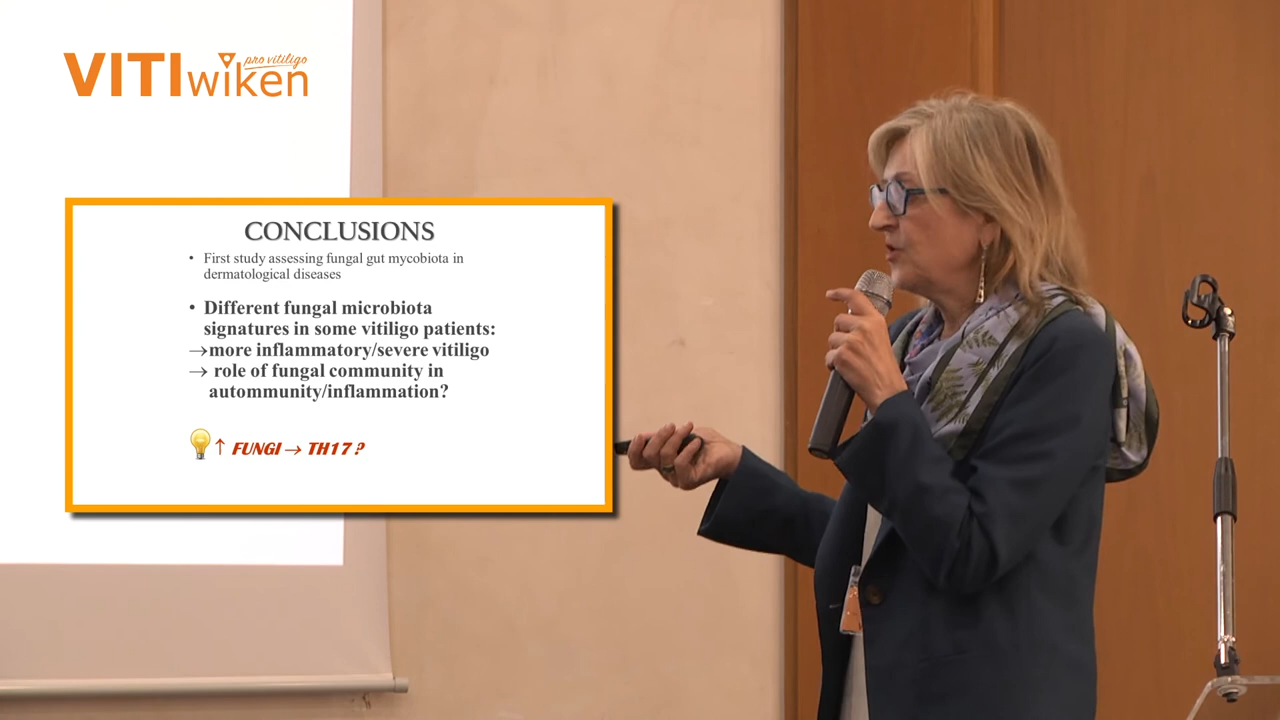 pro vitiligo
VITIwiken
CONCLUSIONS
• First study assessing fungal gut mycobiota in
dermatological diseases
• Different fungal microbiota
signatures in some vitiligo patients:
→more inflammatory/severe vitiligo
→ role of fungal community in
autommunity/inflammation?
↑ FUNGI → TH17 ?